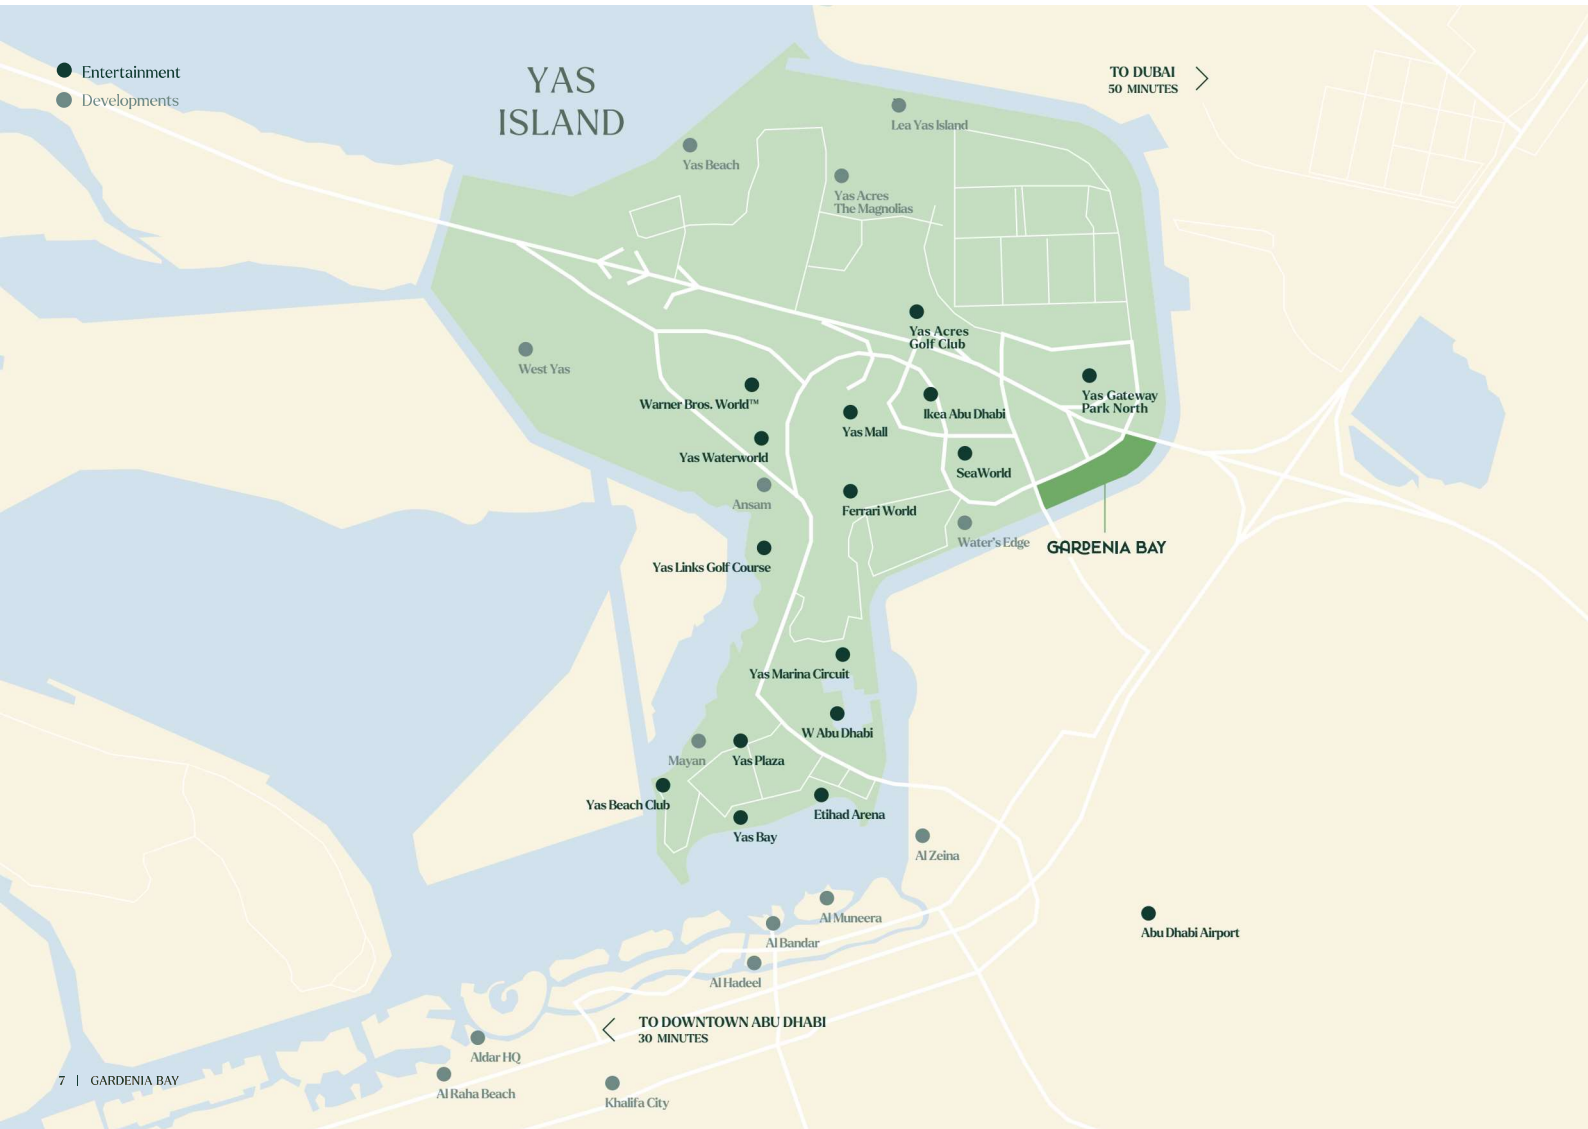 Entertainment
Developments
YAS
ISLAND
TO DUBAI
50 MINUTES
Lea Yas Island
Yas Beach
Yas Acres
The Magnolias
Yas Acres
Golf Club
West Yas
Warner Bros. World™
Yas Mall
Ikea Abu Dhabi
Yas Gateway
Park North
Yas Waterworld
SeaWorld
Ansam
Ferrari World
Water's Edge
GARDENIA BAY
Yas Links Golf Course
Yas Marina Circuit
W Abu Dhabi
Mayan
Yas Plaza
Yas Beach Club
Etihad Arena
Yas Bay
Al Zeina
Al Muneera
Abu Dhabi Airport
Al Bandar
Al Hadeel
TO DOWNTOWN ABU DHABI
30 MINUTES
Aldar HQ
Al Raha Beach
Khalifa City
7 | GARDENIA BAY